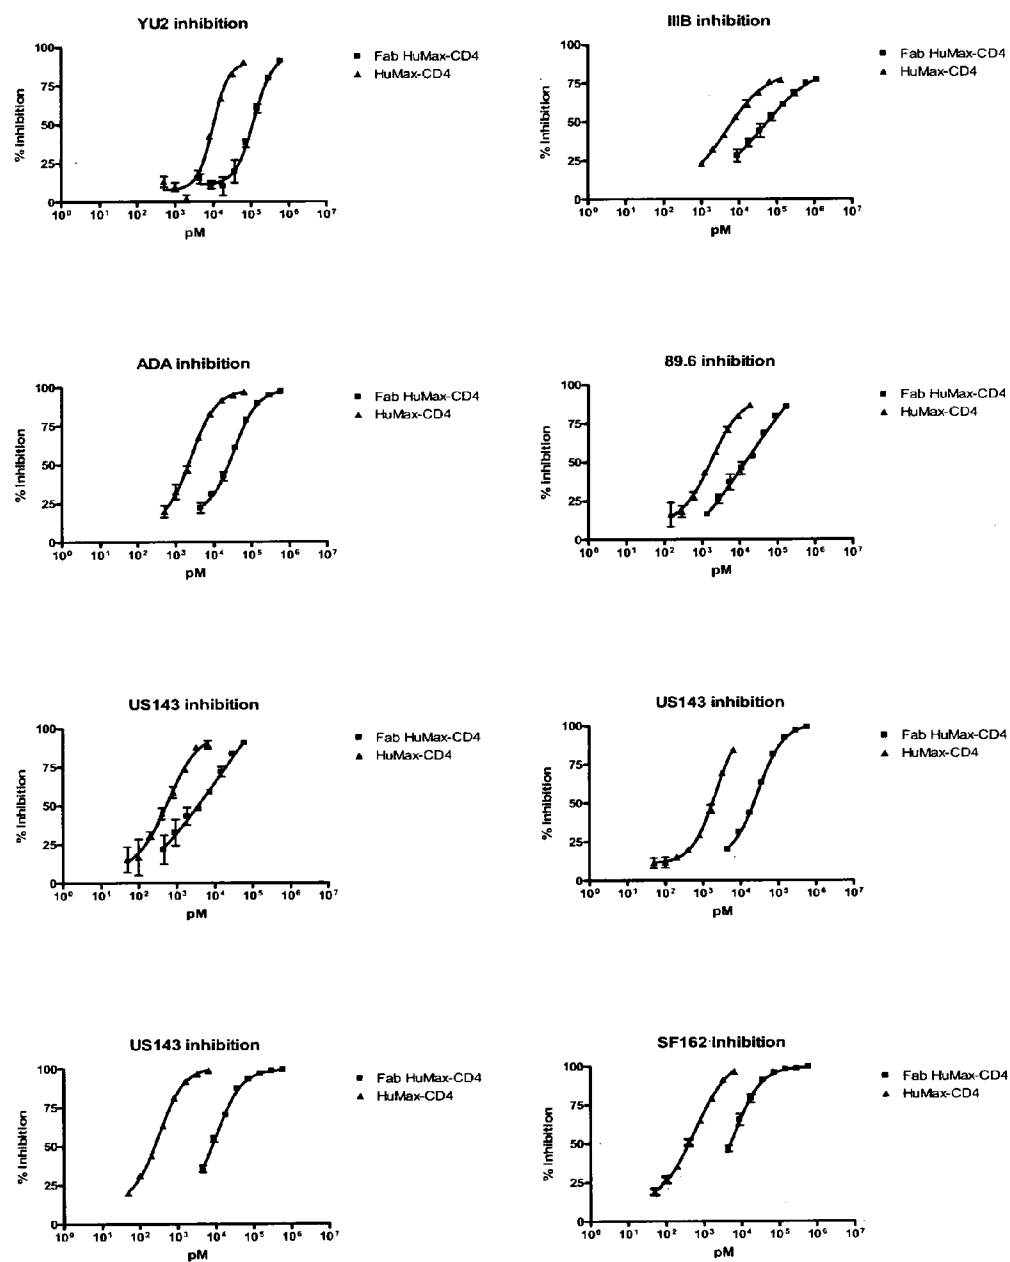 YU2 inhibition
% Inhibition
100
75
50
25
0
10⁰ 10¹ 10² 10³ 10⁴ 10⁵ 10⁶ 10⁷
pM
Fab HuMax-CD4
HuMax-CD4
IIIB inhibition
% Inhibition
100
75
50
25
0
10⁰ 10¹ 10² 10³ 10⁴ 10⁵ 10⁶ 10⁷
pM
Fab HuMax-CD4
HuMax-CD4
ADA inhibition
% Inhibition
100
75
50
25
0
10⁰ 10¹ 10² 10³ 10⁴ 10⁵ 10⁶ 10⁷
pM
Fab HuMax-CD4
HuMax-CD4
89.6 inhibition
% Inhibition
100
75
50
25
0
10⁰ 10¹ 10² 10³ 10⁴ 10⁵ 10⁶ 10⁷
pM
Fab HuMax-CD4
HuMax-CD4
US143 inhibition
% Inhibition
100
75
50
25
0
10⁰ 10¹ 10² 10³ 10⁴ 10⁵ 10⁶ 10⁷
pM
Fab HuMax-CD4
HuMax-CD4
US143 inhibition
% Inhibition
100
75
50
25
0
10⁰ 10¹ 10² 10³ 10⁴ 10⁵ 10⁶ 10⁷
pM
Fab HuMax-CD4
HuMax-CD4
US143 inhibition
% Inhibition
100
75
50
25
0
10⁰ 10¹ 10² 10³ 10⁴ 10⁵ 10⁶ 10⁷
pM
Fab HuMax-CD4
HuMax-CD4
SF162 Inhibition
% Inhibition
100
75
50
25
0
10⁰ 10¹ 10² 10³ 10⁴ 10⁵ 10⁶ 10⁷
pM
Fab HuMax-CD4
HuMax-CD4